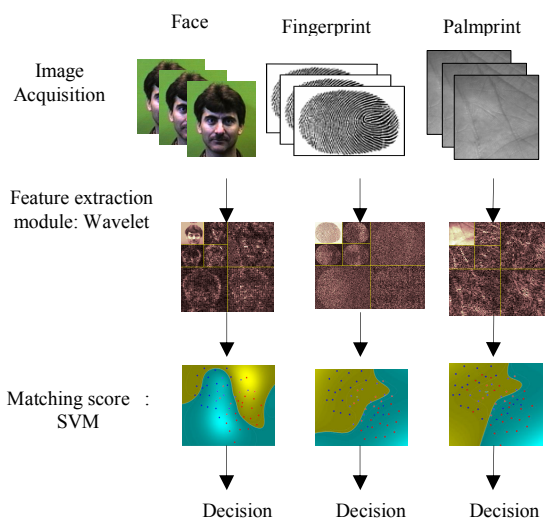 Face
Fingerprint
Palmprint
Image
Acquisition
Feature extraction
module: Wavelet
Matching score :
SVM
Decision
Decision
Decision